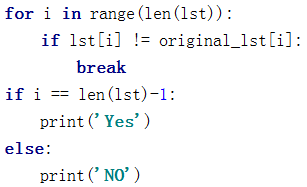 for i in range(len(lst)):
    if lst[i] != original_lst[i]:
        break
if i == len(lst)-1:
    print('Yes')
else:
    print('NO')